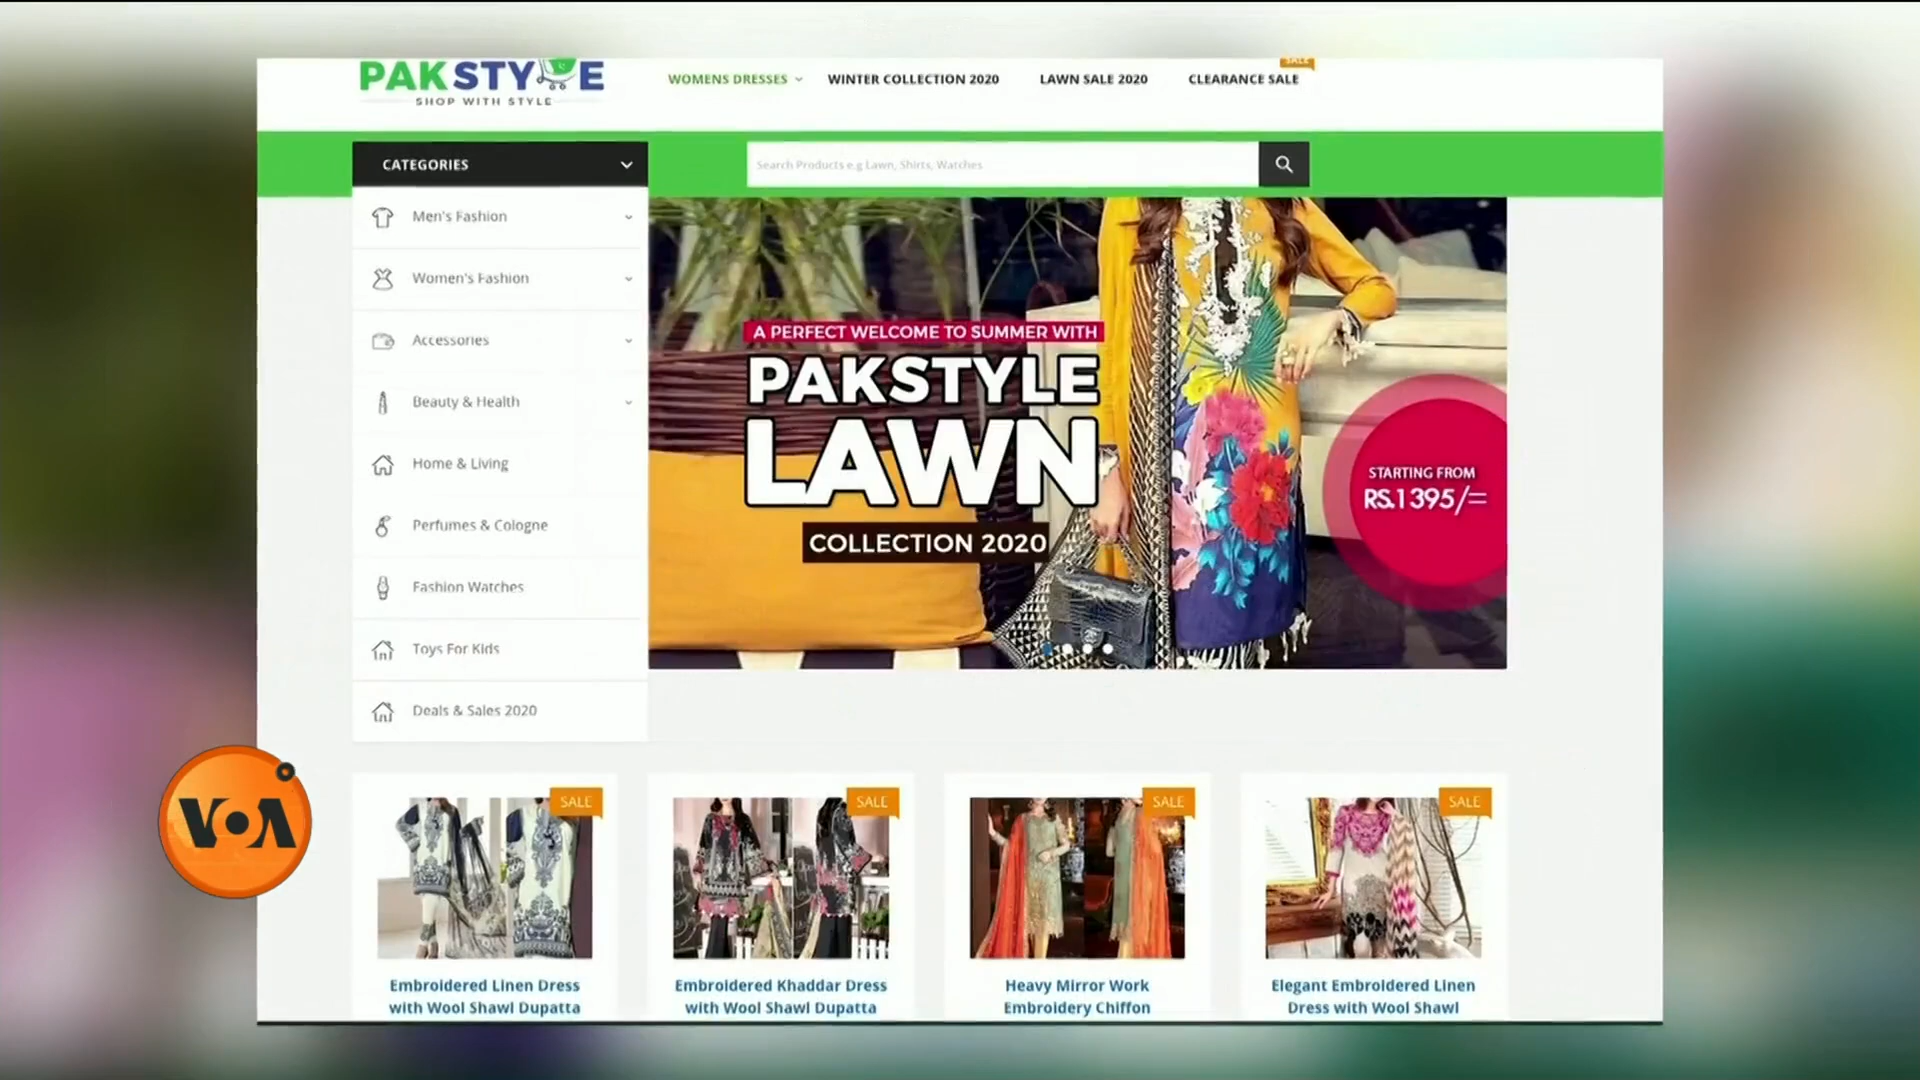 PAKSTYLE
SHOP WITH STYLE
WOMENS DRESSES
WINTER COLLECTION 2020
LAWN SALE 2020
SALE
CLEARANCE SALE
CATEGORIES
Search Products e.g Lawn, Shirts, Watches
Men's Fashion
Women's Fashion
Accessories
Beauty & Health
Home & Living
Perfumes & Cologne
Fashion Watches
Toys For Kids
Deals & Sales 2020
A PERFECT WELCOME TO SUMMER WITH
PAKSTYLE
LAWN
COLLECTION 2020
STARTING FROM
RS.1395/=
VOA
SALE
Embroidered Linen Dress
with Wool Shawl Dupatta
SALE
Embroidered Khaddar Dress
with Wool Shawl Dupatta
SALE
Heavy Mirror Work
Embroidery Chiffon
SALE
Elegant Embroidered Linen
Dress with Wool Shawl